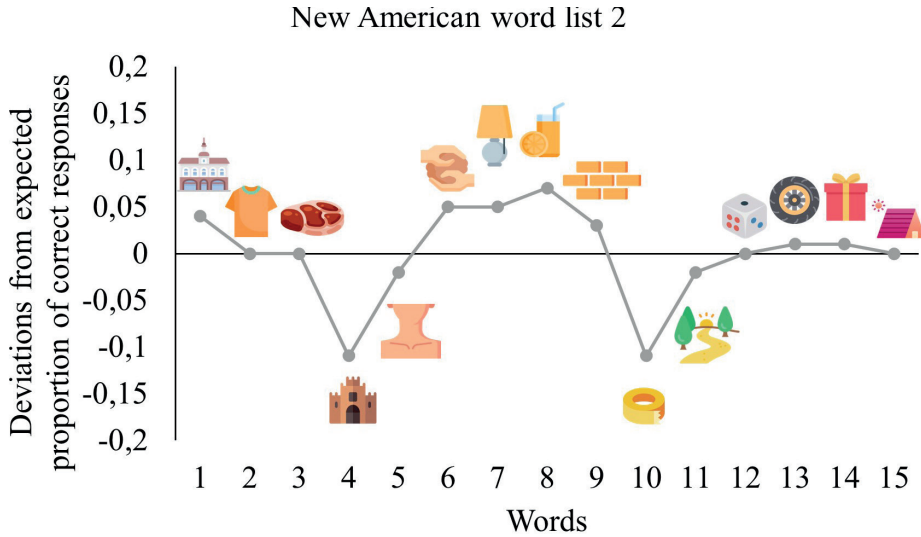 New American word list 2
Deviations from expected
proportion of correct responses
0,2
0,15
0,1
0,05
0
-0,05
-0,1
-0,15
-0,2
1 2 3 4 5 6 7 8 9 10 11 12 13 14 15
Words